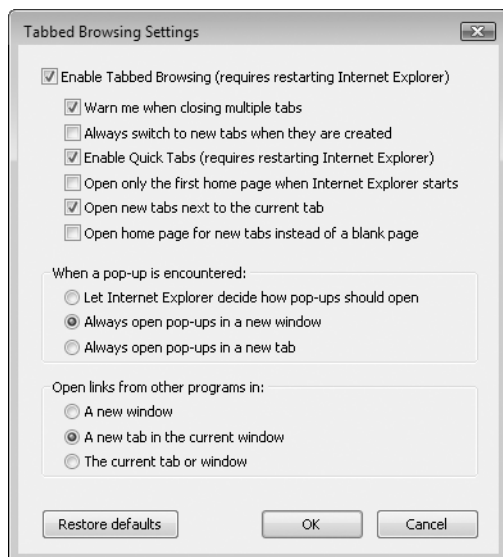 Tabbed Browsing Settings
Enable Tabbed Browsing (requires restarting Internet Explorer)
Warn me when closing multiple tabs
Always switch to new tabs when they are created
Enable Quick Tabs (requires restarting Internet Explorer)
Open only the first home page when Internet Explorer starts
Open new tabs next to the current tab
Open home page for new tabs instead of a blank page
When a pop-up is encountered:
Let Internet Explorer decide how pop-ups should open
Always open pop-ups in a new window
Always open pop-ups in a new tab
Open links from other programs in:
A new window
A new tab in the current window
The current tab or window
Restore defaults OK Cancel